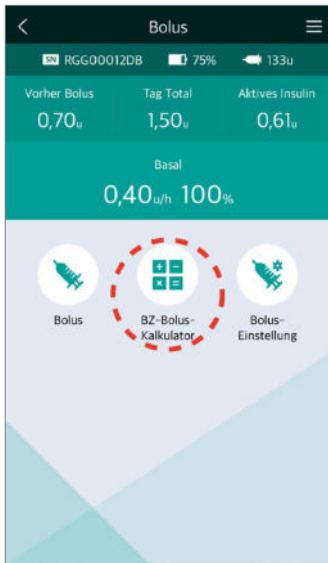 Bolus
SN RGG00012DB 75% 133u
Vorher Bolus Tag Total Aktives Insulin
0,70u 1,50u 0,61u
Basal
0,40u/h 100%
Bolus BZ-Bolus- Bolus-
Kalkulator Einstellung